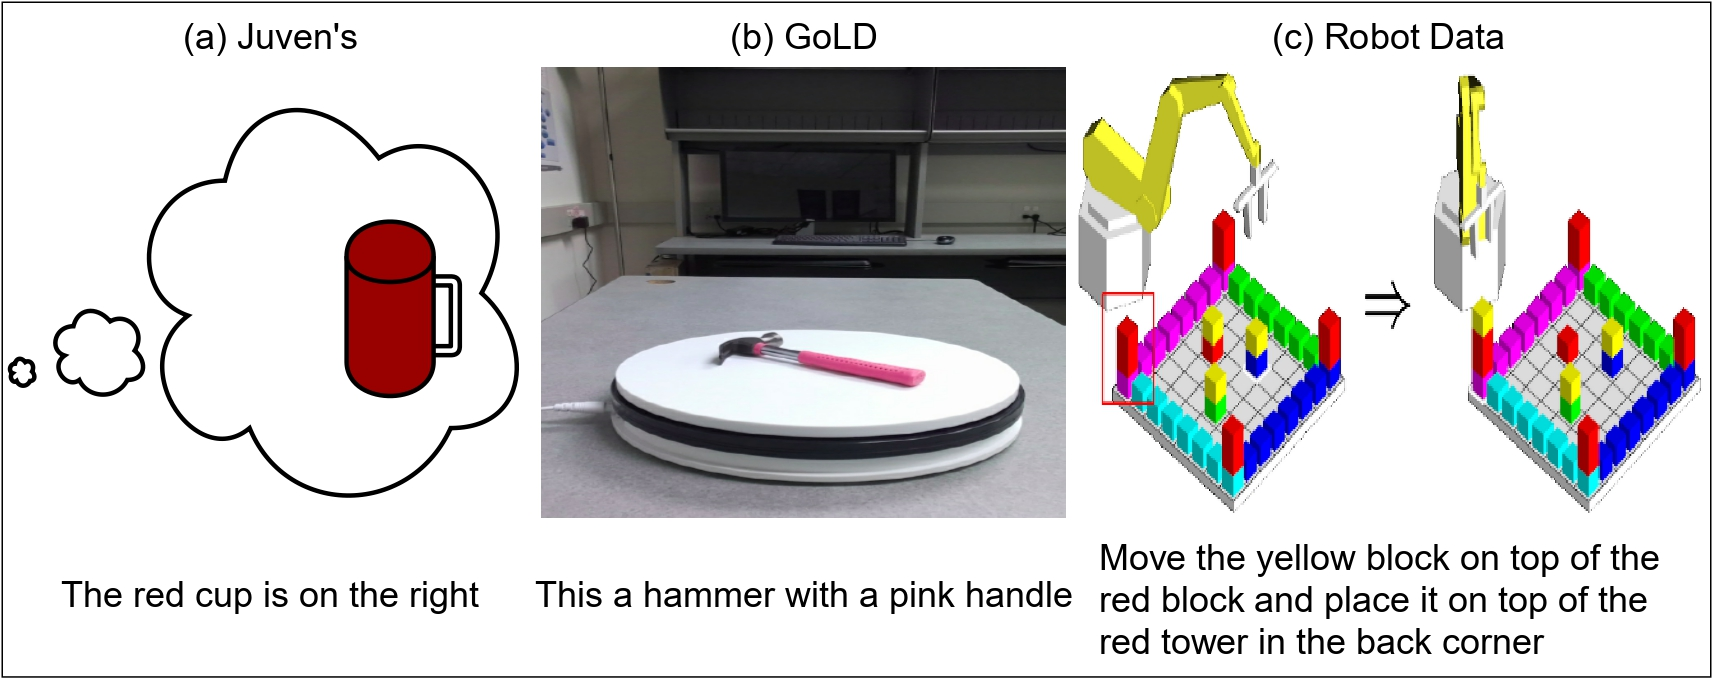 (a) Juven's
(b) GoLD
(c) Robot Data
The red cup is on the right
This a hammer with a pink handle
Move the yellow block on top of the
red block and place it on top of the
red tower in the back corner